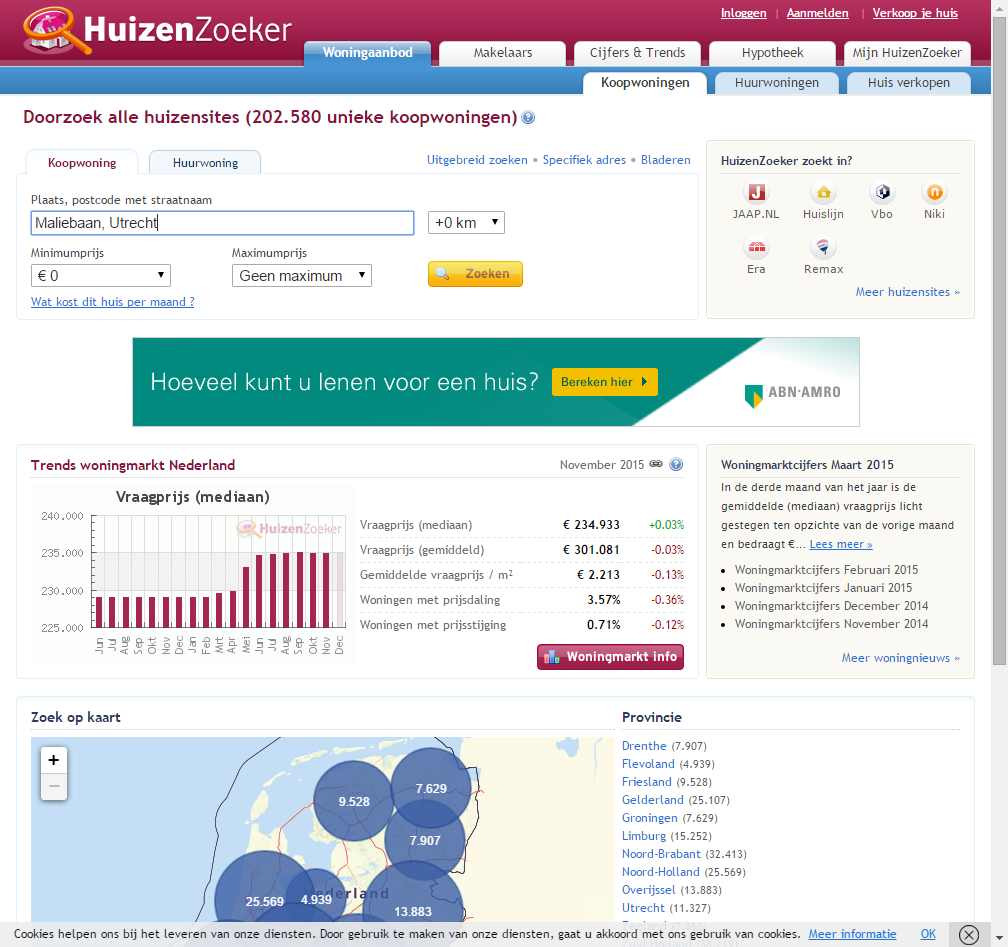 Inloggen | Aanmelden | Verkoop je huis
HuizenZoeker
Woningaanbod Makelaars Cijfers & Trends Hypotheek Mijn HuizenZoeker
Koopwoningen Huurwoningen Huis verkopen
Doorzoek alle huizensites (202.580 unieke koopwoningen) ?
Koopwoning Huurwoning
Uitgebreid zoeken • Specifiek adres • Bladeren
Plaats, postcode met straatnaam
Maliebaan, Utrecht +0 km
Minimumprijs Maximumprijs
€ 0 Geen maximum Zoeken
Wat kost dit huis per maand ?
HuizenZoeker zoekt in?
JAAP.NL Huislijn Vbo Niki
Era Remax
Meer huizensites »
Hoeveel kunt u lenen voor een huis? Bereken hier
ABN·AMRO
Trends woningmarkt Nederland November 2015 ?
Vraagprijs (mediaan)
HuizenZoeker
240.000
235.000
230.000
225.000
Jun Jul Aug Sep Okt Nov Dec Jan Feb Mrt Apr Mei Jun Jul Aug Sep Okt Nov Dec
Vraagprijs (mediaan) € 234.933 +0.03%
Vraagprijs (gemiddeld) € 301.081 -0.03%
Gemiddelde vraagprijs / m² € 2.213 -0.13%
Woningen met prijsdaling 3.57% -0.36%
Woningen met prijsstijging 0.71% -0.12%
Woningmarkt info
Woningmarktcijfers Maart 2015
In de derde maand van het jaar is de
gemiddelde (mediaan) vraagprijs licht
gestegen ten opzichte van de vorige maand
en bedraagt €... Lees meer »
• Woningmarktcijfers Februari 2015
• Woningmarktcijfers Januari 2015
• Woningmarktcijfers December 2014
• Woningmarktcijfers November 2014
Meer woningnieuws »
Zoek op kaart
+
−
9.528
7.629
7.907
25.569
4.939
13.883
Provincie
Drenthe (7.907)
Flevoland (4.939)
Friesland (9.528)
Gelderland (25.107)
Groningen (7.629)
Limburg (15.252)
Noord-Brabant (32.413)
Noord-Holland (25.569)
Overijssel (13.883)
Utrecht (11.327)
Cookies helpen ons bij het leveren van onze diensten. Door gebruik te maken van onze diensten, gaat u akkoord met ons gebruik van cookies. Meer informatie OK